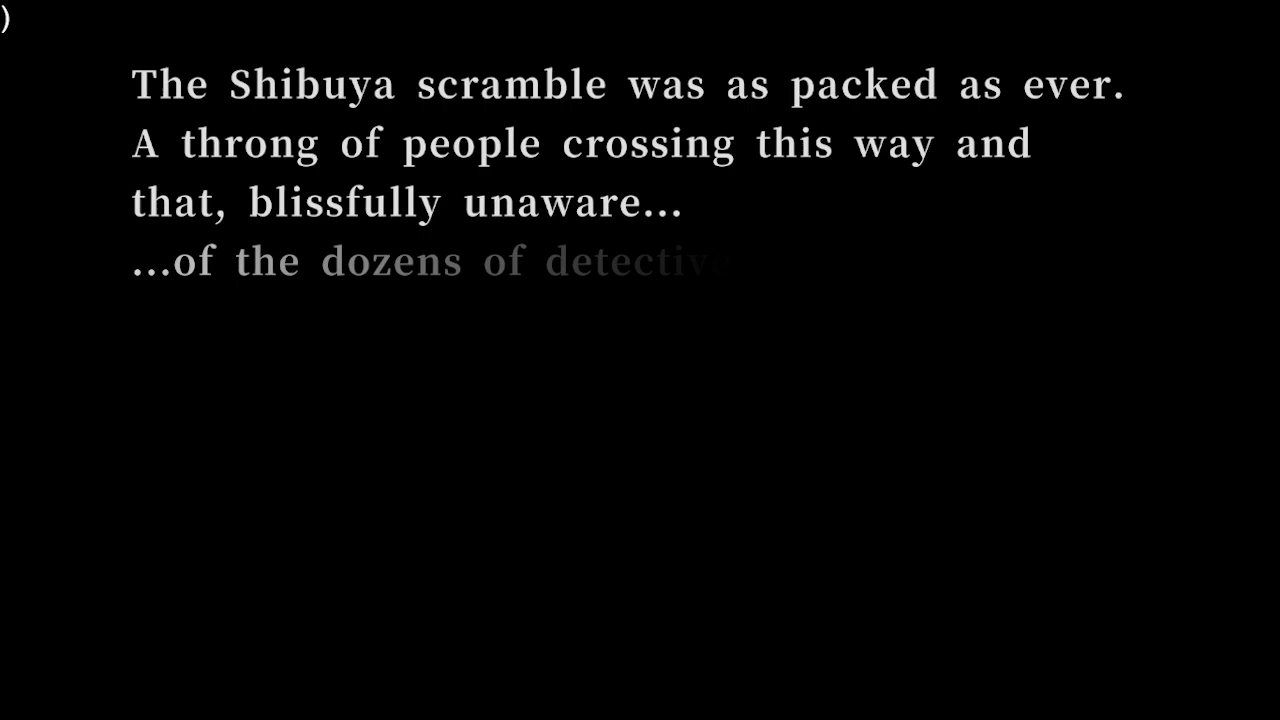 )
The Shibuya scramble was as packed as ever.
A throng of people crossing this way and
that, blissfully unaware...
...of the dozens of detective